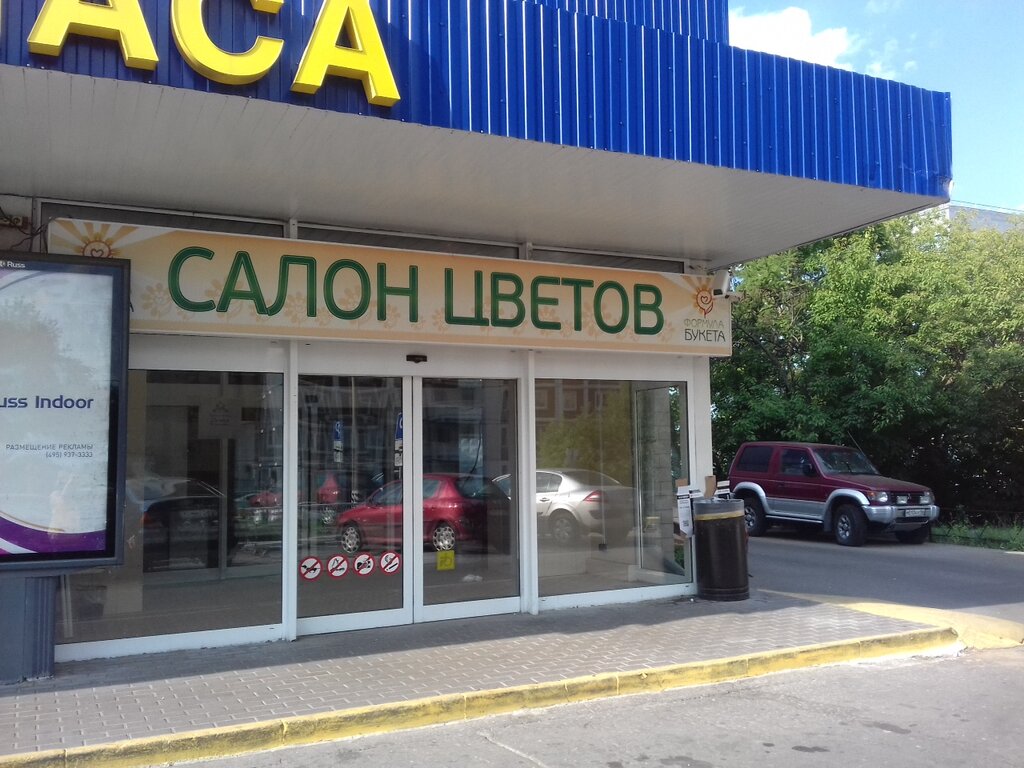 АСА
САЛОН ЦВЕТОВ
ФОРМУЛА
БУКЕТА
Russ
uss Indoor
РАЗМЕЩЕНИЕ РЕКЛАМЫ
(495) 937-3333